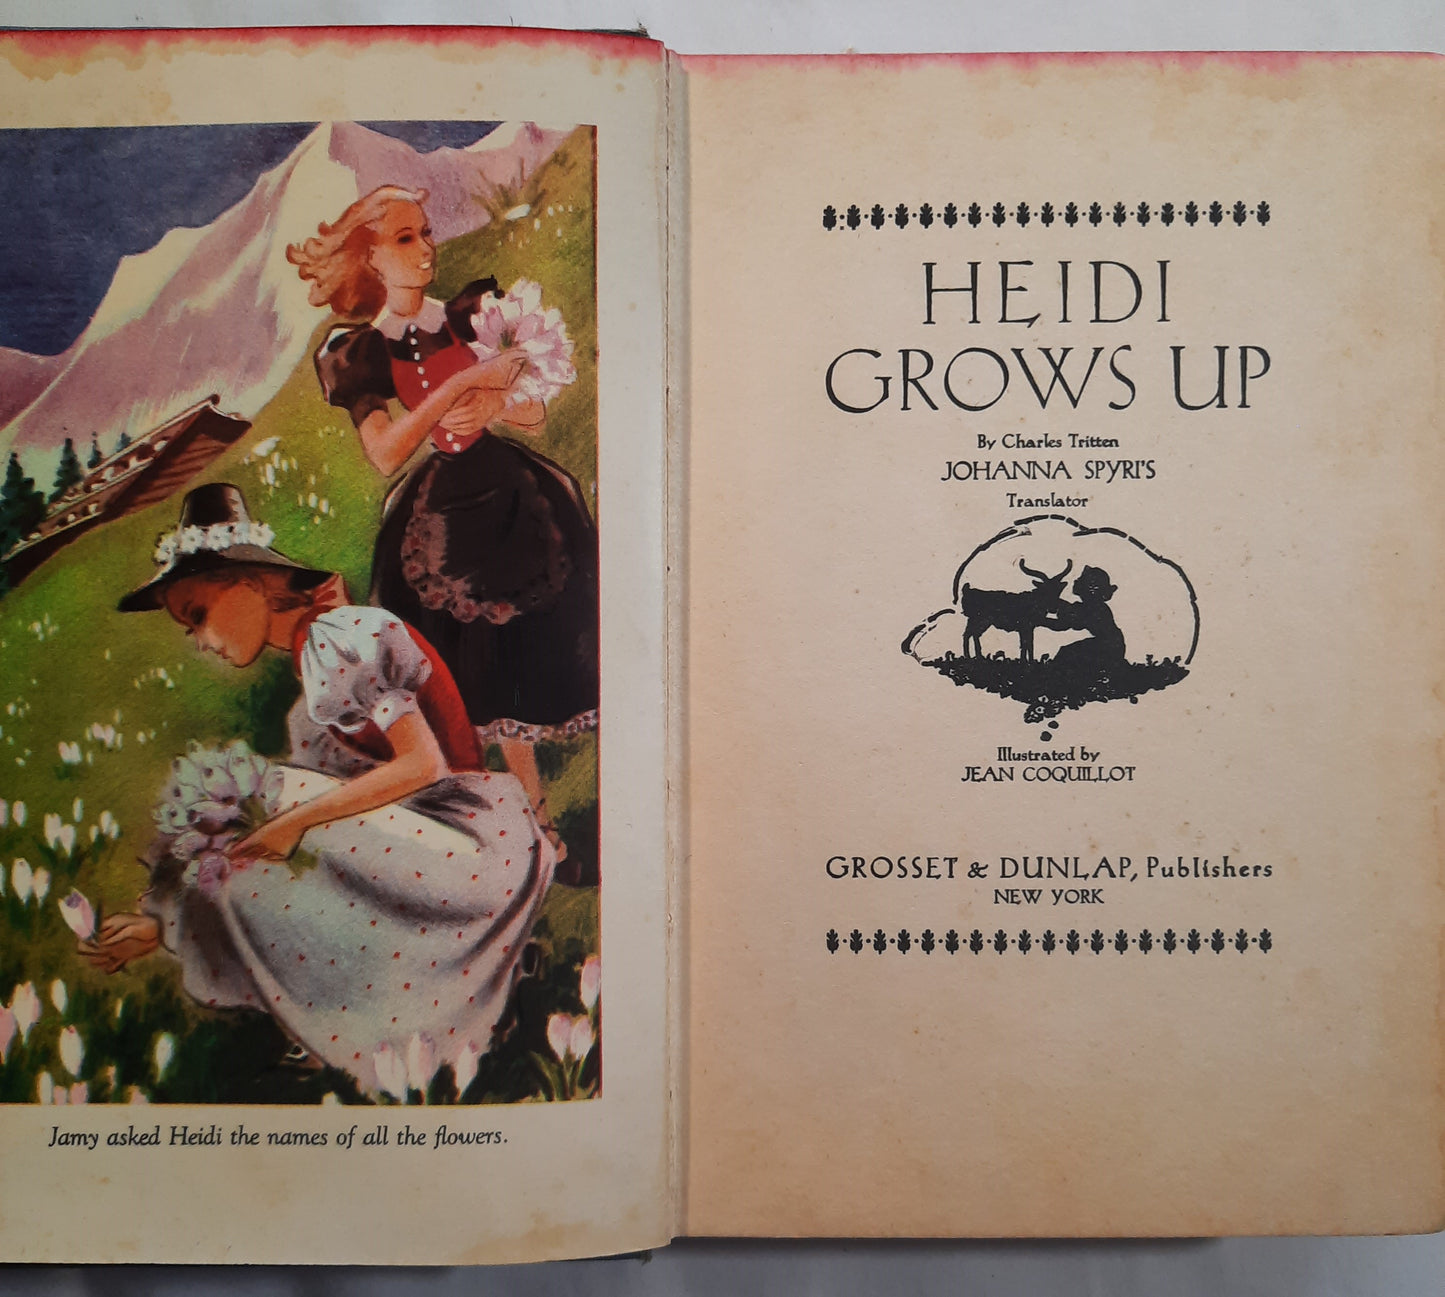 Jamy asked Heidi the names of all the flowers.
HEIDI
GROWS UP
By Charles Tritten
JOHANNA SPYRI'S
Translator
Illustrated by
JEAN COQUILLOT
GROSSET & DUNLAP, Publishers
NEW YORK